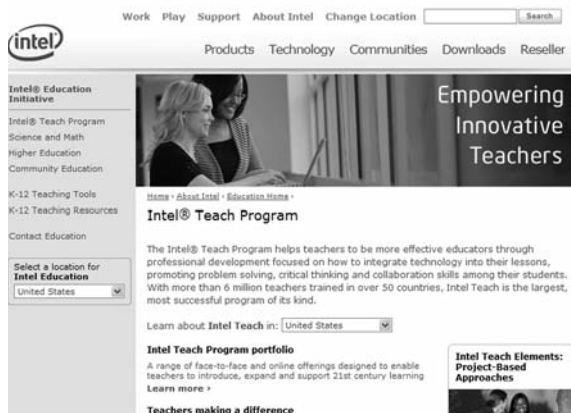 Work Play Support About Intel Change Location Search
intel
Products Technology Communities Downloads Reseller
Intel® Education
Initiative
Intel® Teach Program
Science and Math
Higher Education
Community Education
K-12 Teaching Tools
K-12 Teaching Resources
Contact Education
Select a location for
Intel Education
United States
Empowering
Innovative
Teachers
Home › About Intel › Education Home ›
Intel® Teach Program
The Intel® Teach Program helps teachers to be more effective educators through
professional development focused on how to integrate technology into their lessons,
promoting problem solving, critical thinking and collaboration skills among their students.
With more than 6 million teachers trained in over 50 countries, Intel Teach is the largest,
most successful program of its kind.
Learn about Intel Teach in: United States
Intel Teach Program portfolio
A range of face-to-face and online offerings designed to enable
teachers to introduce, expand and support 21st century learning
Learn more ›
Teachers making a difference
Intel Teach Elements:
Project-Based
Approaches